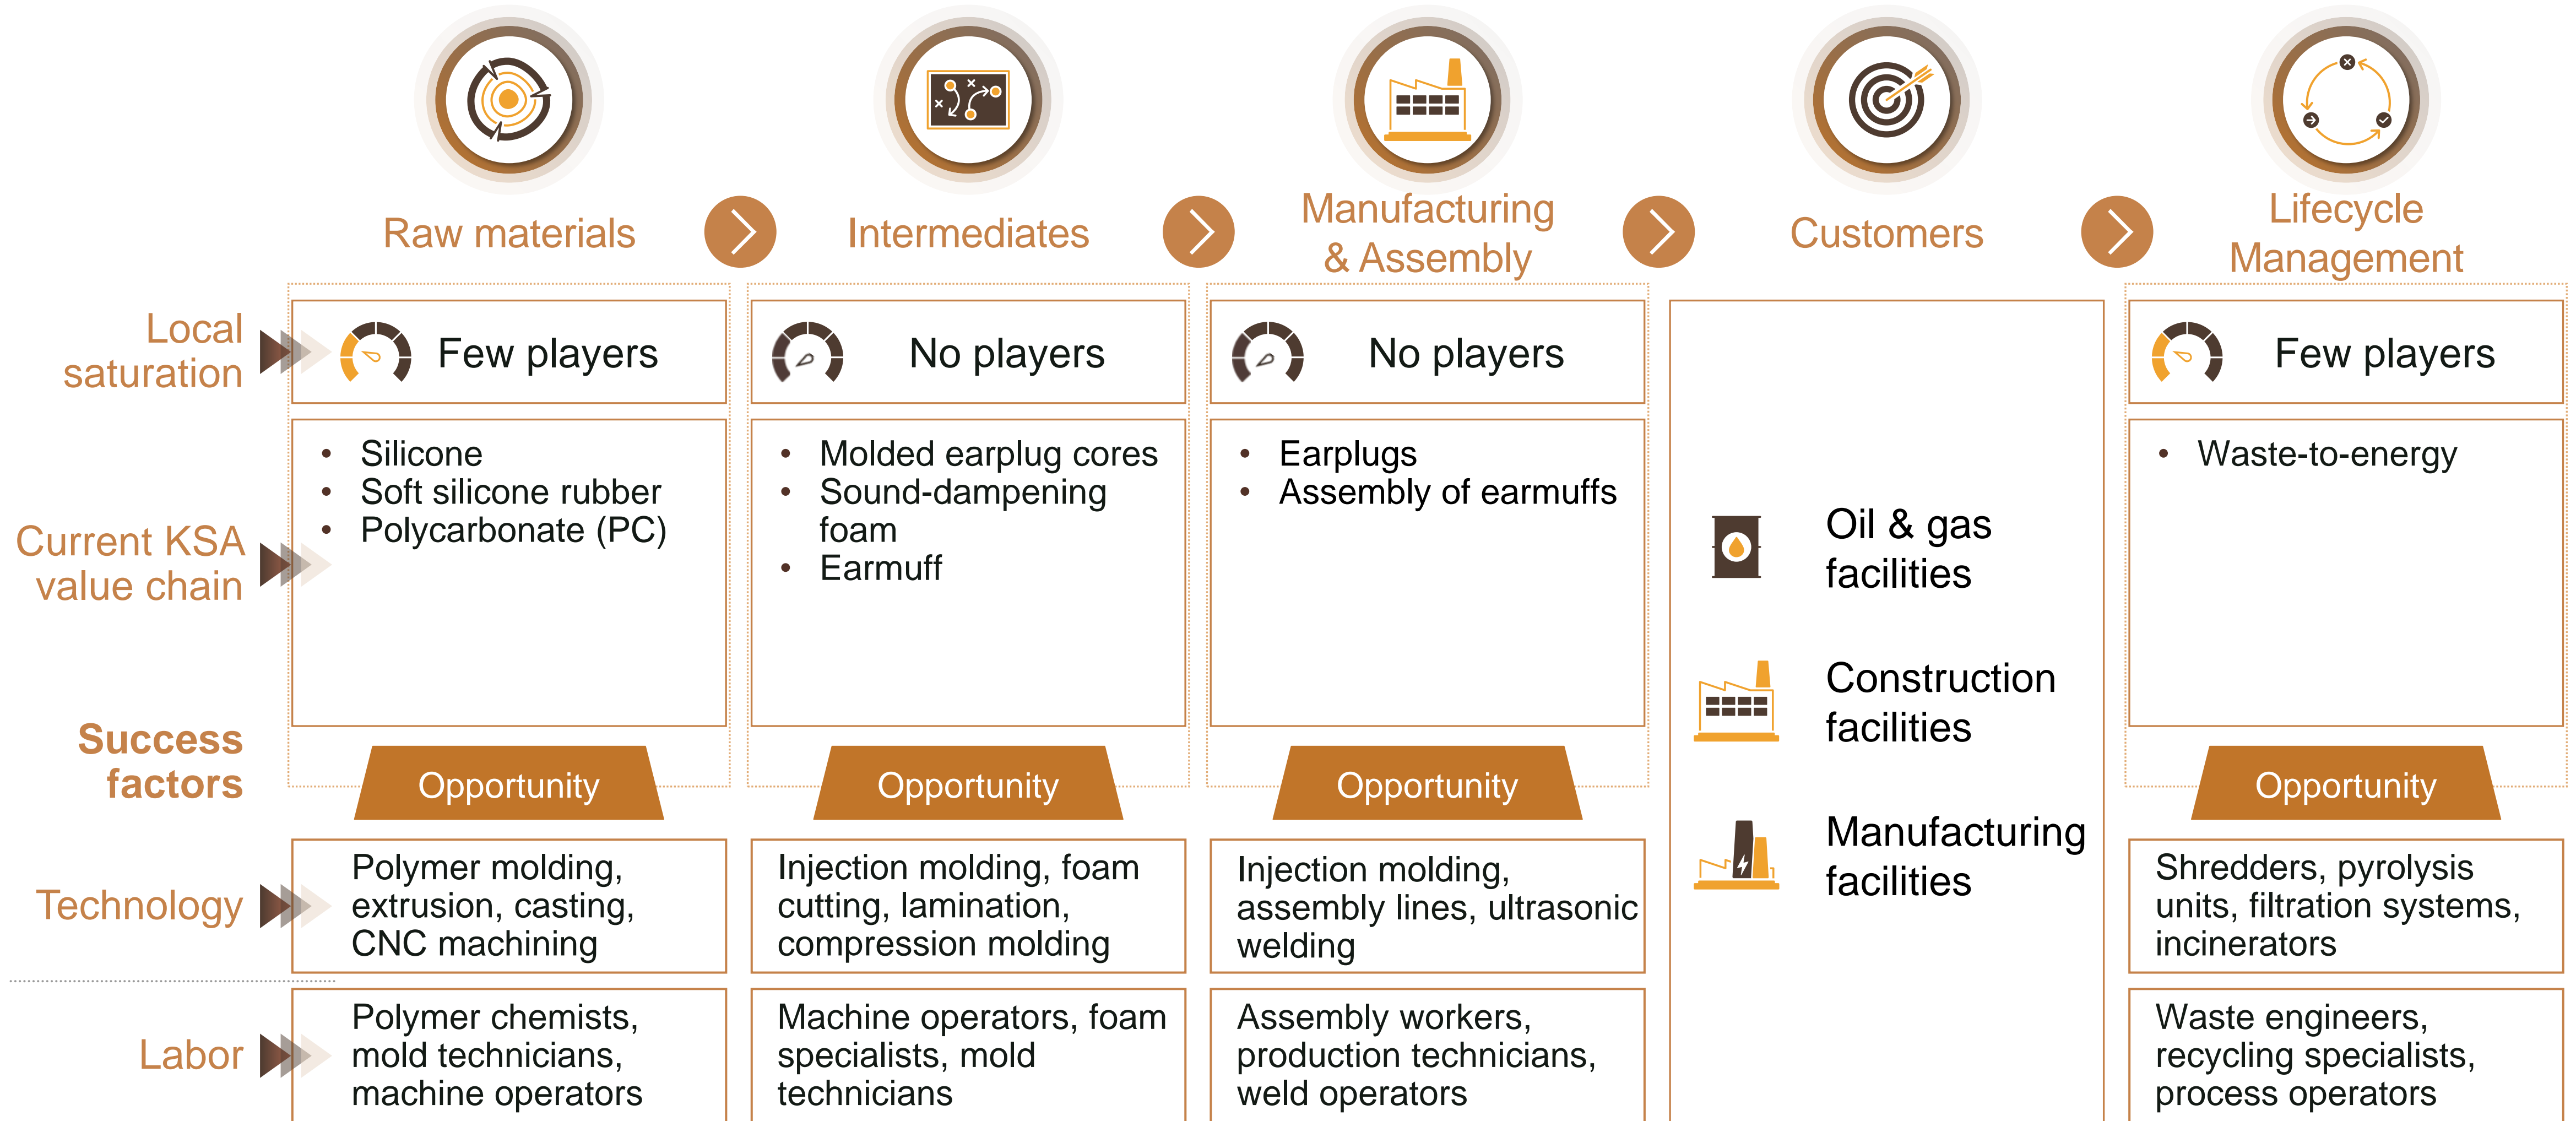 Raw materials
Intermediates
Manufacturing
& Assembly
Customers
Lifecycle
Management
Local
saturation
Few players
No players
No players
Few players
Current KSA
value chain
• Silicone
• Soft silicone rubber
• Polycarbonate (PC)
• Molded earplug cores
• Sound-dampening
foam
• Earmuff
• Earplugs
• Assembly of earmuffs
Oil & gas
facilities
Construction
facilities
Manufacturing
facilities
• Waste-to-energy
Success
factors
Opportunity
Opportunity
Opportunity
Opportunity
Technology
Polymer molding,
extrusion, casting,
CNC machining
Injection molding, foam
cutting, lamination,
compression molding
Injection molding,
assembly lines, ultrasonic
welding
Shredders, pyrolysis
units, filtration systems,
incinerators
Labor
Polymer chemists,
mold technicians,
machine operators
Machine operators, foam
specialists, mold
technicians
Assembly workers,
production technicians,
weld operators
Waste engineers,
recycling specialists,
process operators